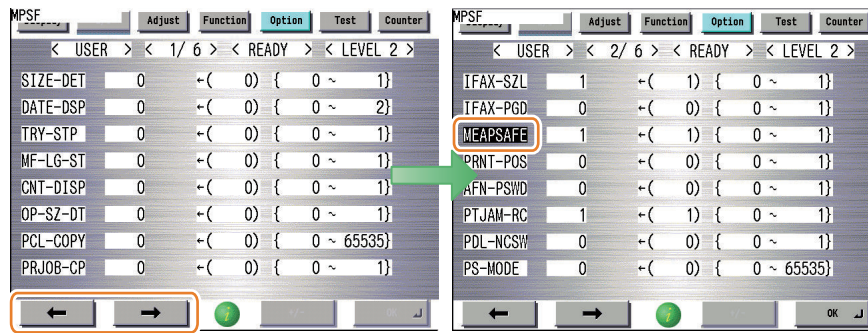 MPSF Adjust Function Option Test Counter
< USER > < 1/ 6 > < READY > < LEVEL 2 >
SIZE-DET 0 ←( 0) { 0 ~ 1}
DATE-DSP 0 ←( 0) { 0 ~ 2}
TRY-STP 0 ←( 0) { 0 ~ 1}
MF-LG-ST 0 ←( 0) { 0 ~ 1}
CNT-DISP 0 ←( 0) { 0 ~ 1}
OP-SZ-DT 0 ←( 0) { 0 ~ 1}
PCL-COPY 0 ←( 0) { 0 ~ 65535}
PRJOB-CP 0 ←( 0) { 0 ~ 1}
← → i
MPSF Adjust Function Option Test Counter
< USER > < 2/ 6 > < READY > < LEVEL 2 >
IFAX-SZL 1 ←( 1) { 0 ~ 1}
IFAX-PGD 0 ←( 0) { 0 ~ 1}
MEAPSAFE 1 ←( 1) { 0 ~ 1}
PRNT-POS 0 ←( 0) { 0 ~ 1}
AFN-PSWD 0 ←( 0) { 0 ~ 1}
PTJAM-RC 1 ←( 1) { 0 ~ 1}
PDL-NCSW 0 ←( 0) { 0 ~ 1}
PS-MODE 0 ←( 0) { 0 ~ 65535}
← → i OK